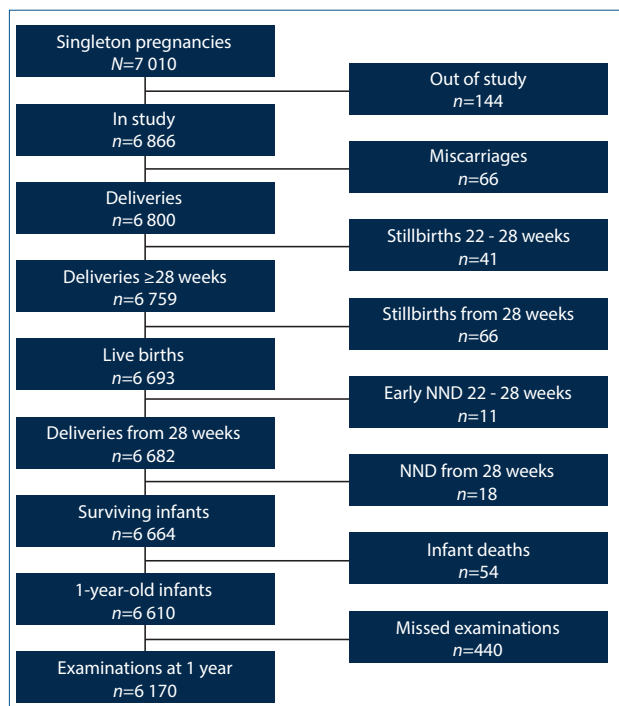 Singleton pregnancies
N=7 010
Out of study
n=144
In study
n=6 866
Miscarriages
n=66
Deliveries
n=6 800
Stillbirths 22 - 28 weeks
n=41
Deliveries ≥28 weeks
n=6 759
Stillbirths from 28 weeks
n=66
Live births
n=6 693
Early NND 22 - 28 weeks
n=11
Deliveries from 28 weeks
n=6 682
NND from 28 weeks
n=18
Surviving infants
n=6 664
Infant deaths
n=54
1-year-old infants
n=6 610
Missed examinations
n=440
Examinations at 1 year
n=6 170